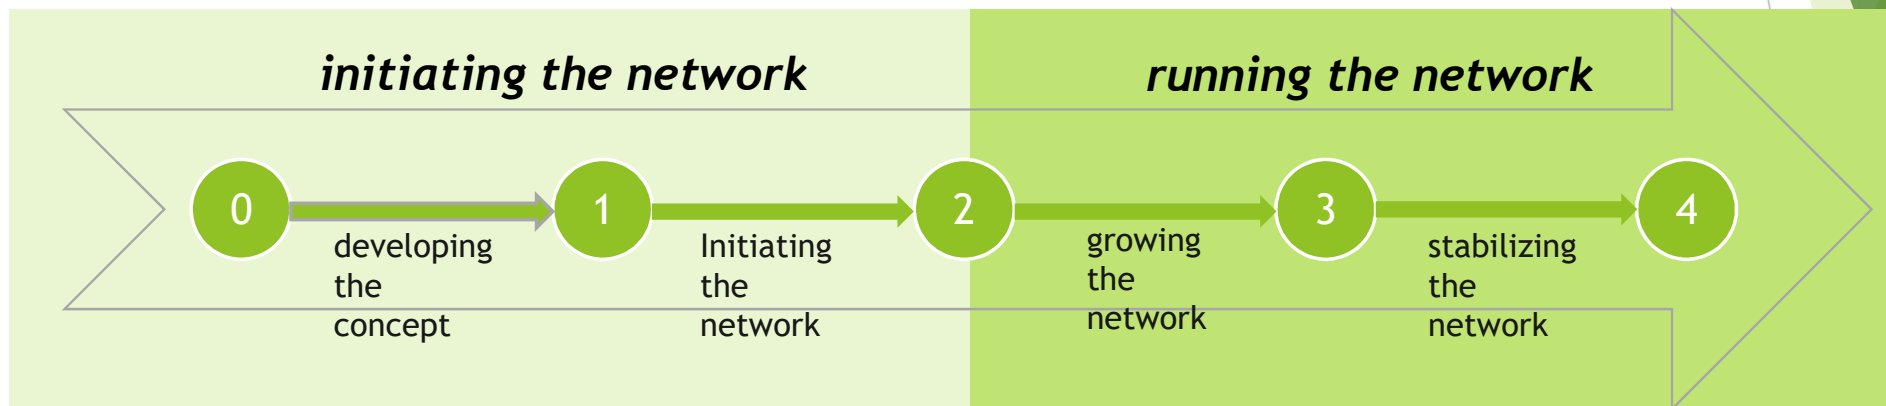 initiating the network
running the network
0
1
2
3
4
developing
the
concept
Initiating
the
network
growing
the
network
stabilizing
the
network